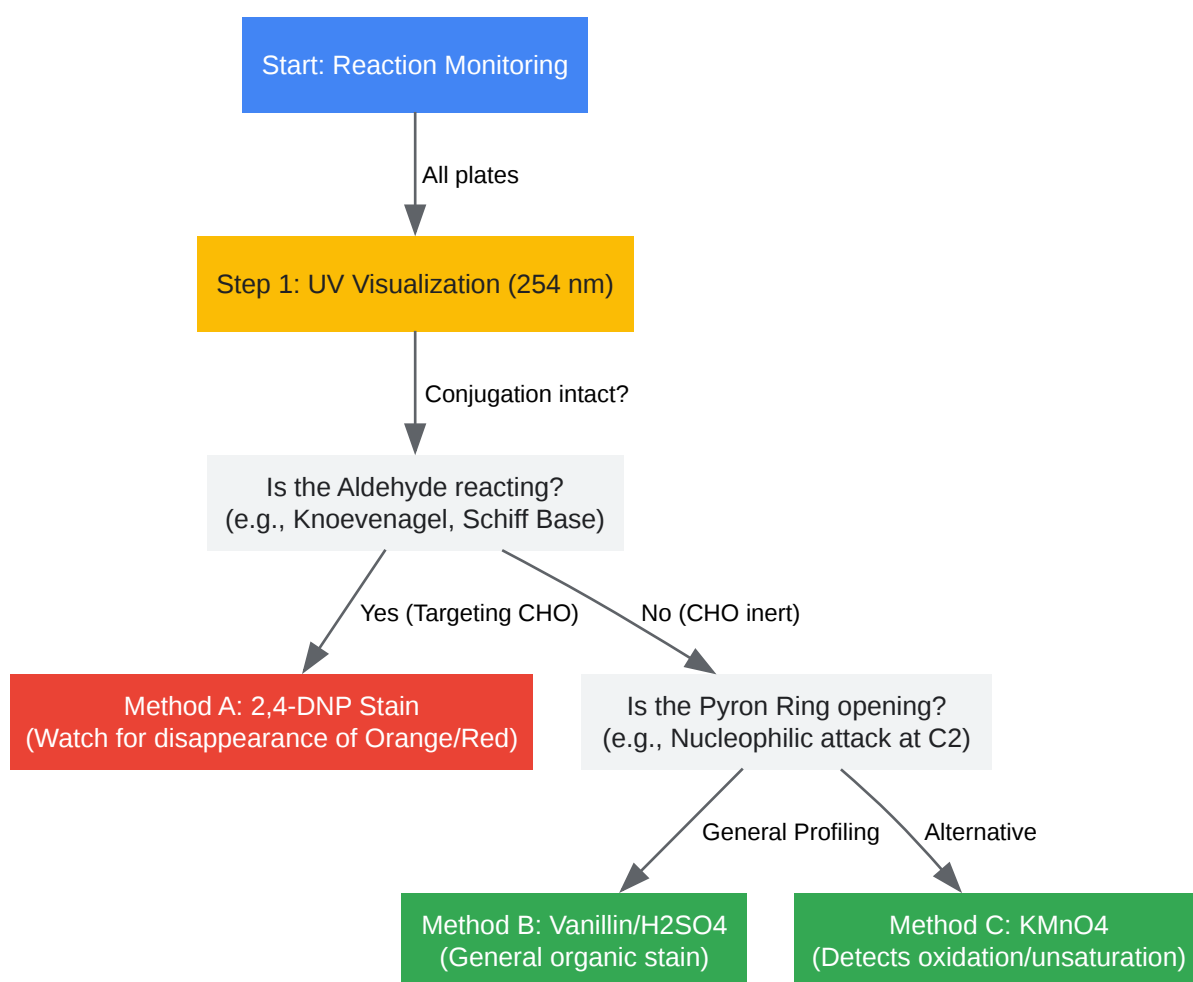 Start: Reaction Monitoring
All plates
Step 1: UV Visualization (254 nm)
Conjugation intact?
Is the Aldehyde reacting?
(e.g., Knoevenagel, Schiff Base)
Yes (Targeting CHO)
No (CHO inert)
Method A: 2,4-DNP Stain
(Watch for disappearance of Orange/Red)
Is the Pyron Ring opening?
(e.g., Nucleophilic attack at C2)
General Profiling
Alternative
Method B: Vanillin/H2SO4
(General organic stain)
Method C: KMnO4
(Detects oxidation/unsaturation)